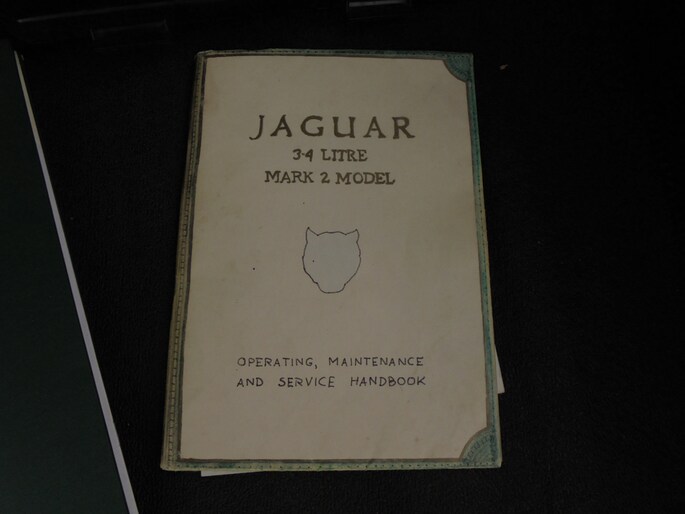 JAGUAR
3·4 LITRE
MARK 2 MODEL
OPERATING, MAINTENANCE
AND SERVICE HANDBOOK